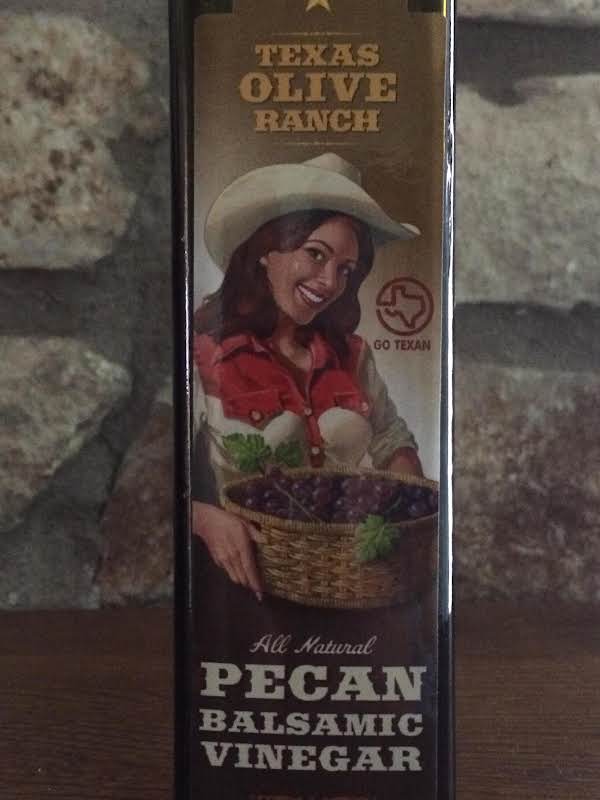 TEXAS
OLIVE
RANCH
GO TEXAN
All Natural
PECAN
BALSAMIC
VINEGAR